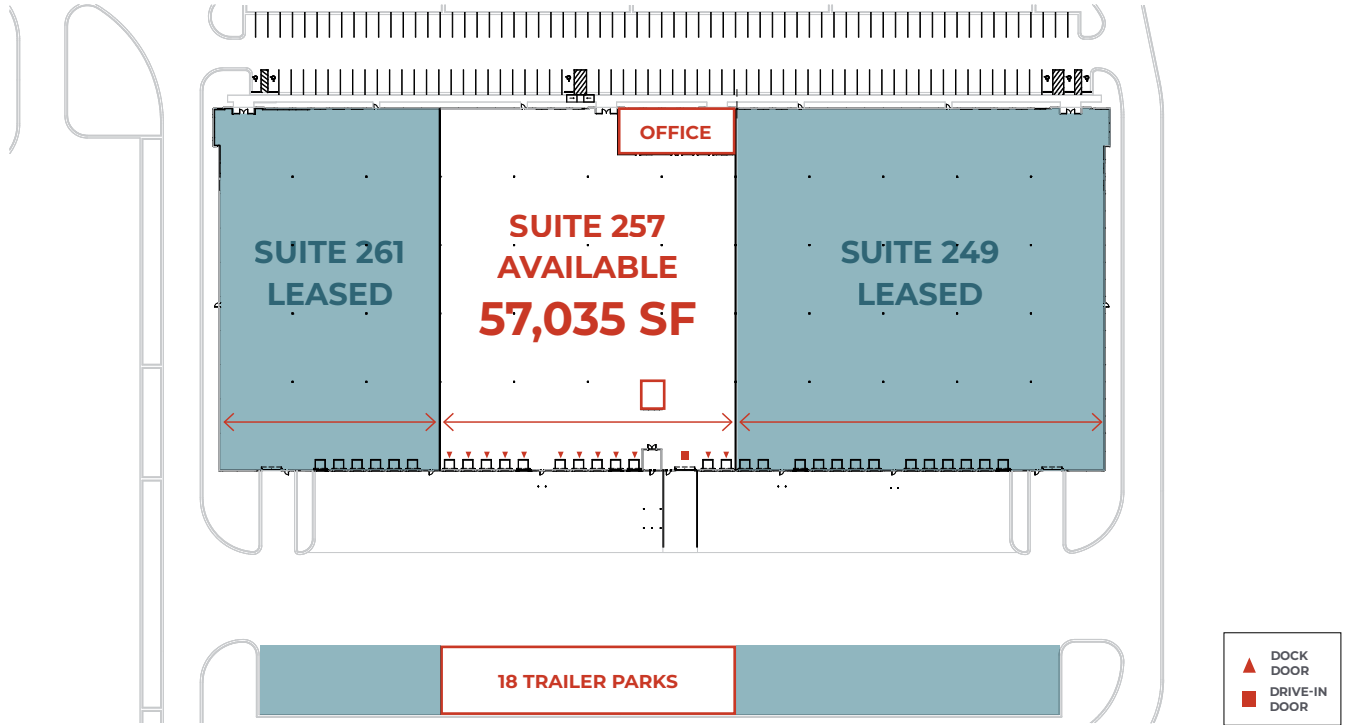 OFFICE
SUITE 261
LEASED
SUITE 257
AVAILABLE
57,035 SF
SUITE 249
LEASED
18 TRAILER PARKS
DOCK
DOOR
DRIVE-IN
DOOR